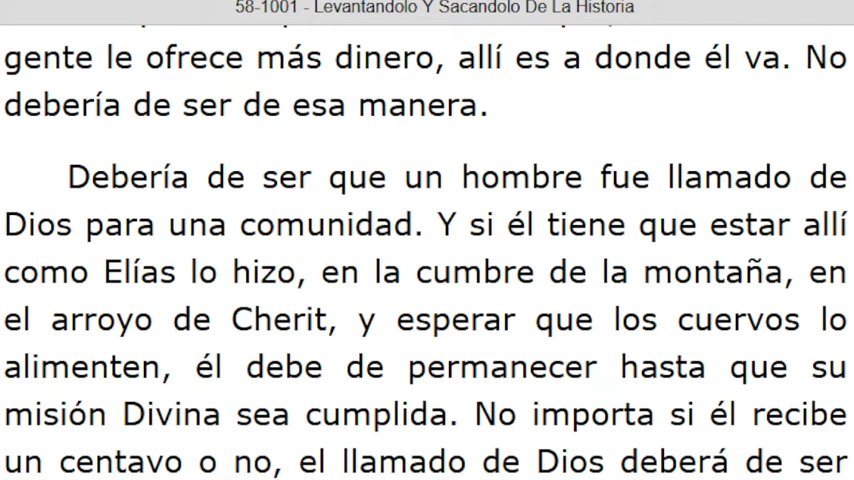 58-1001 - Levantandolo Y Sacandolo De La Historia
gente le ofrece más dinero, allí es a donde él va. No
debería de ser de esa manera.
Debería de ser que un hombre fue llamado de
Dios para una comunidad. Y si él tiene que estar allí
como Elías lo hizo, en la cumbre de la montaña, en
el arroyo de Cherit, y esperar que los cuervos lo
alimenten, él debe de permanecer hasta que su
misión Divina sea cumplida. No importa si él recibe
un centavo o no, el llamado de Dios deberá de ser